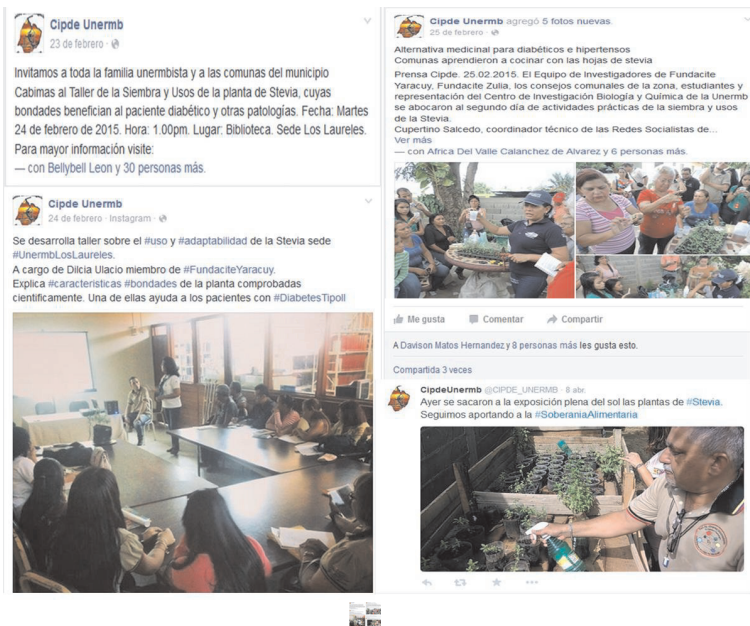 Cipde Unermb
23 de febrero ·
Invitamos a toda la familia unermbista y a las comunas del municipio
Cabimas al Taller de la Siembra y Usos de la planta de Stevia, cuyas
bondades benefician al paciente diabético y otras patologías. Fecha: Martes
24 de febrero de 2015. Hora: 1.00pm. Lugar: Biblioteca. Sede Los Laureles.
Para mayor información visite:
— con Bellybell Leon y 30 personas más.
Cipde Unermb
24 de febrero · Instagram ·
Se desarrolla taller sobre el #uso y #adaptabilidad de la Stevia sede
#UnermbLosLaureles.
A cargo de Dilcia Ulacio miembro de #FundaciteYaracuy.
Explica #caracteristicas #bondades de la planta comprobadas
cientificamente. Una de ellas ayuda a los pacientes con #DiabetesTipoII
Cipde Unermb agregó 5 fotos nuevas.
25 de febrero ·
Alternativa medicinal para diabéticos e hipertensos
Comunas aprendieron a cocinar con las hojas de stevia
Prensa Cipde. 25.02.2015. El Equipo de Investigadores de Fundacite
Yaracuy, Fundacite Zulia, los consejos comunales de la zona, estudiantes y
representación del Centro de Investigación Biología y Química de la Unermb
se abocaron al segundo día de actividades prácticas de la siembra y usos
de la Stevia.
Cupertino Salcedo, coordinador técnico de las Redes Socialistas de...
Ver más
— con Africa Del Valle Calanchez de Alvarez y 6 personas más.
Me gusta Comentar Compartir
A Davison Matos Hernandez y 8 personas más les gusta esto.
Compartida 3 veces
CipdeUnermb @CIPDE_UNERMB · 8 abr.
Ayer se sacaron a la exposición plena del sol las plantas de #Stevia.
Seguimos aportando a la #SoberaniaAlimentaria